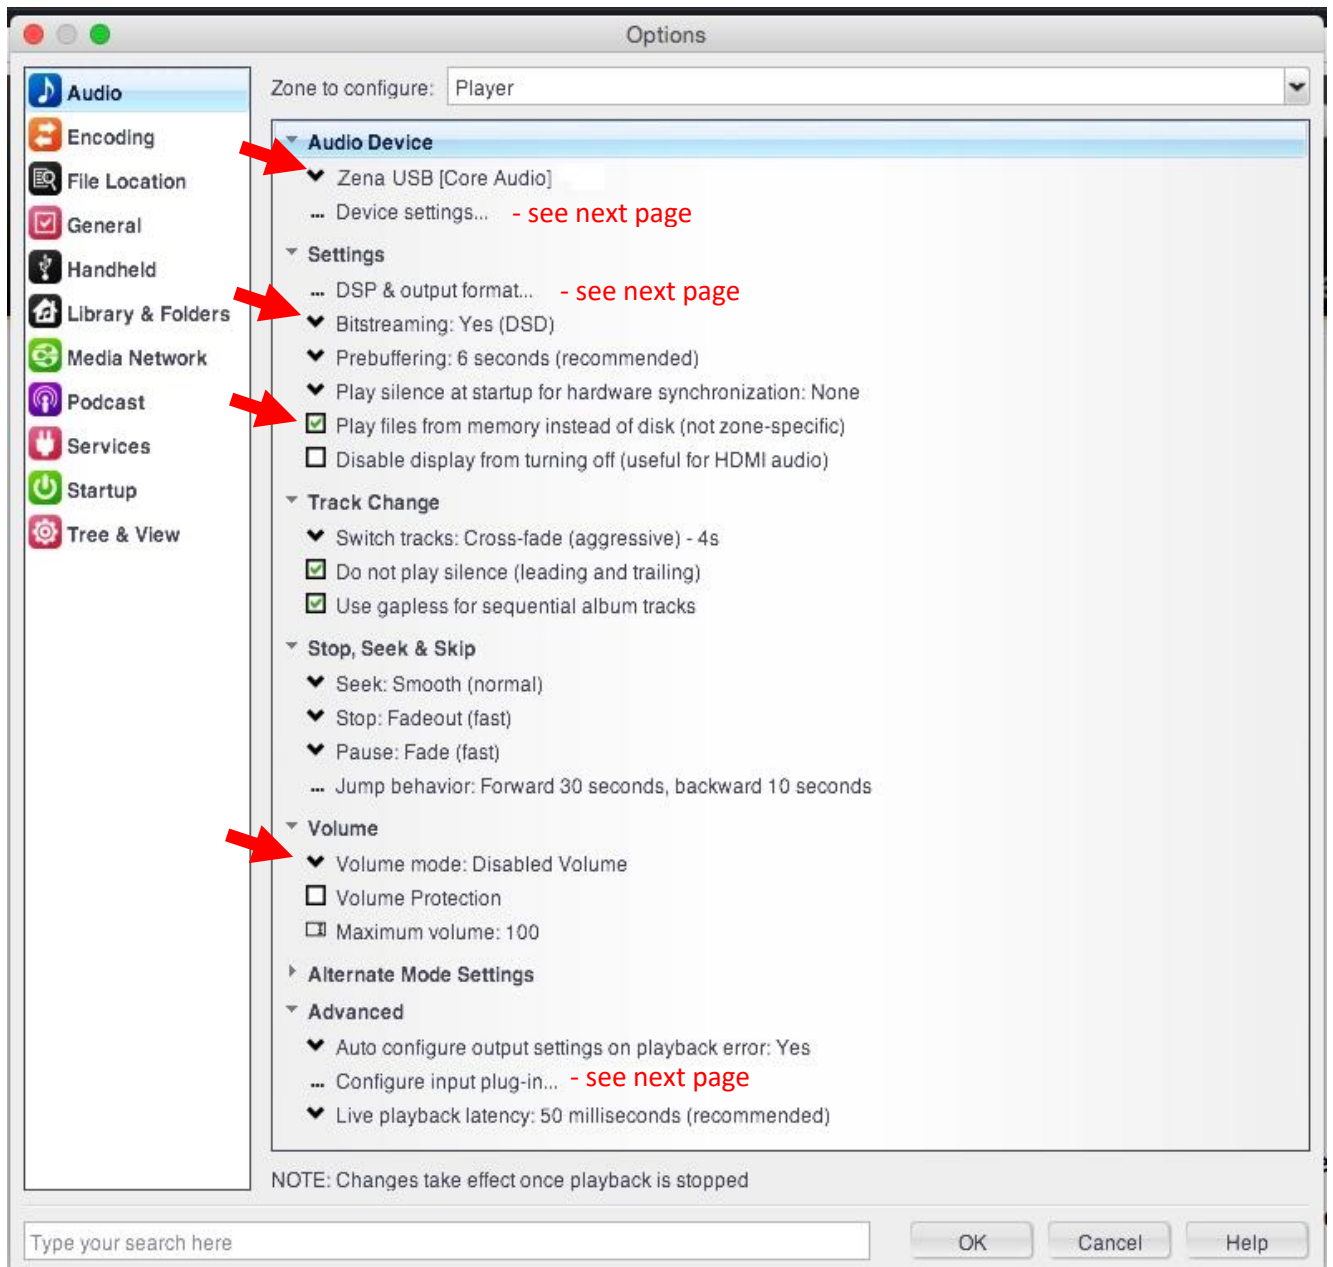 Options
Audio
Encoding
File Location
General
Handheld
Library & Folders
Media Network
Podcast
Services
Startup
Tree & View
Zone to configure: Player
Audio Device
Zena USB [Core Audio]
... Device settings... - see next page
Settings
... DSP & output format... - see next page
Bitstreaming: Yes (DSD)
Prebuffering: 6 seconds (recommended)
Play silence at startup for hardware synchronization: None
Play files from memory instead of disk (not zone-specific)
Disable display from turning off (useful for HDMI audio)
Track Change
Switch tracks: Cross-fade (aggressive) - 4s
Do not play silence (leading and trailing)
Use gapless for sequential album tracks
Stop, Seek & Skip
Seek: Smooth (normal)
Stop: Fadeout (fast)
Pause: Fade (fast)
... Jump behavior: Forward 30 seconds, backward 10 seconds
Volume
Volume mode: Disabled Volume
Volume Protection
Maximum volume: 100
Alternate Mode Settings
Advanced
Auto configure output settings on playback error: Yes
... Configure input plug-in... - see next page
Live playback latency: 50 milliseconds (recommended)
NOTE: Changes take effect once playback is stopped
Type your search here
OK
Cancel
Help